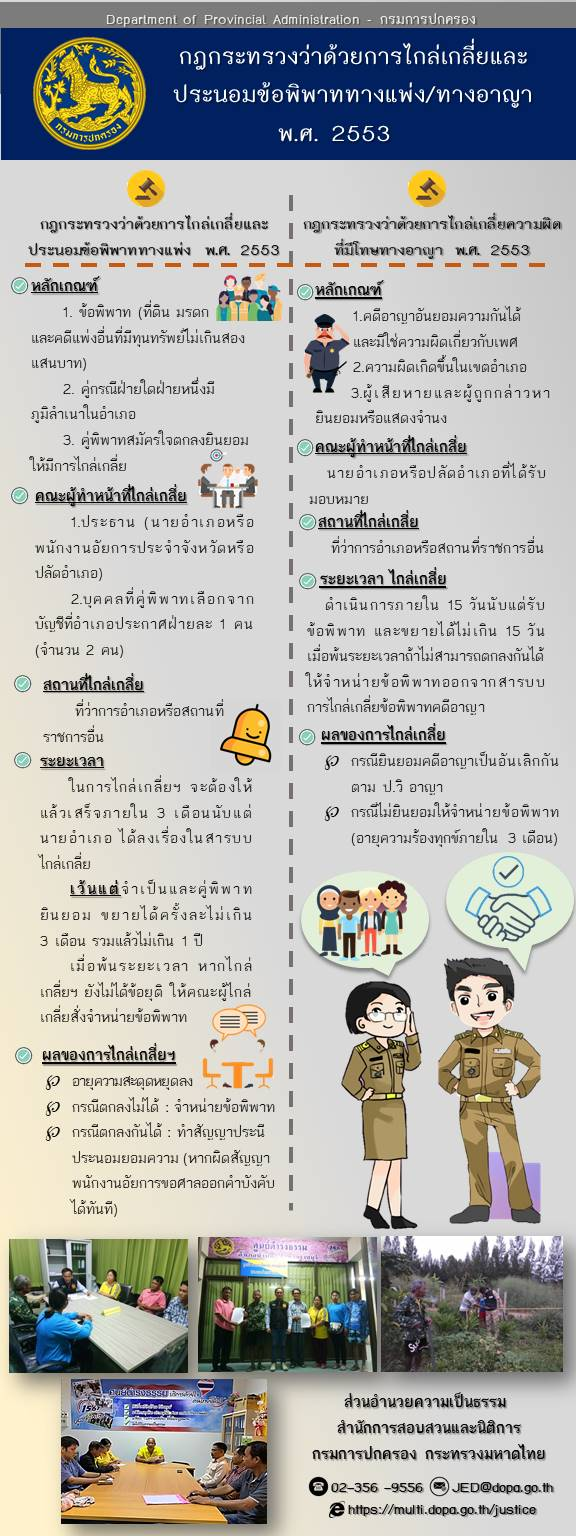 Department of Provincial Administration - กรมการปกครอง
กฎกระทรวงว่าด้วยการไกล่เกลี่ยและ
ประนอมข้อพิพาททางแพ่ง/ทางอาญา
พ.ศ. 2553
กรมการปกครอง
กฎกระทรวงว่าด้วยการไกล่เกลี่ยและ
ประนอมข้อพิพาททางแพ่ง พ.ศ. 2553
หลักเกณฑ์
1. ข้อพิพาท (ที่ดิน มรดก
และคดีแพ่งอื่นที่มีทุนทรัพย์ไม่เกินสอง
แสนบาท)
2. คู่กรณีฝ่ายใดฝ่ายหนึ่งมี
ภูมิลำเนาในอำเภอ
3. คู่พิพาทสมัครใจตกลงยินยอม
ให้มีการไกล่เกลี่ย
คณะผู้ทำหน้าที่ไกล่เกลี่ย
1.ประธาน (นายอำเภอหรือ
พนักงานอัยการประจำจังหวัดหรือ
ปลัดอำเภอ)
2.บุคคลที่คู่พิพาทเลือกจาก
บัญชีที่อำเภอประกาศฝ่ายละ 1 คน
(จำนวน 2 คน)
สถานที่ไกล่เกลี่ย
ที่ว่าการอำเภอหรือสถานที่
ราชการอื่น
ระยะเวลา
ในการไกล่เกลี่ยฯ จะต้องให้
แล้วเสร็จภายใน 3 เดือนนับแต่
นายอำเภอ ได้ลงเรื่องในสารบบ
ไกล่เกลี่ย
เว้นแต่จำเป็นและคู่พิพาท
ยินยอม ขยายได้ครั้งละไม่เกิน
3 เดือน รวมแล้วไม่เกิน 1 ปี
เมื่อพ้นระยะเวลา หากไกล่
เกลี่ยฯ ยังไม่ได้ข้อยุติ ให้คณะผู้ไกล่
เกลี่ยสั่งจำหน่ายข้อพิพาท
ผลของการไกล่เกลี่ยฯ
อายุความสะดุดหยุดลง
กรณีตกลงไม่ได้ : จำหน่ายข้อพิพาท
กรณีตกลงกันได้ : ทำสัญญาประนี
ประนอมยอมความ (หากผิดสัญญา
พนักงานอัยการขอศาลออกคำบังคับ
ได้ทันที)
กฎกระทรวงว่าด้วยการไกล่เกลี่ยความผิด
ที่มีโทษทางอาญา พ.ศ. 2553
หลักเกณฑ์
1.คดีอาญาอันยอมความกันได้
และมิใช่ความผิดเกี่ยวกับเพศ
2.ความผิดเกิดขึ้นในเขตอำเภอ
3.ผู้เสียหายและผู้ถูกกล่าวหา
ยินยอมหรือแสดงจำนง
คณะผู้ทำหน้าที่ไกล่เกลี่ย
นายอำเภอหรือปลัดอำเภอที่ได้รับ
มอบหมาย
สถานที่ไกล่เกลี่ย
ที่ว่าการอำเภอหรือสถานที่ราชการอื่น
ระยะเวลา ไกล่เกลี่ย
ดำเนินการภายใน 15 วันนับแต่รับ
ข้อพิพาท และขยายได้ไม่เกิน 15 วัน
เมื่อพ้นระยะเวลาถ้าไม่สามารถตกลงกันได้
ให้จำหน่ายข้อพิพาทออกจากสารบบ
การไกล่เกลี่ยข้อพิพาทคดีอาญา
ผลของการไกล่เกลี่ย
กรณียินยอมคดีอาญาเป็นอันเลิกกัน
ตาม ป.วิ อาญา
กรณีไม่ยินยอมให้จำหน่ายข้อพิพาท
(อายุความร้องทุกข์ภายใน 3 เดือน)
ศูนย์ดำรงธรรม
ศูนย์ดำรงธรรม
1567
ส่วนอำนวยความเป็นธรรม
สำนักการสอบสวนและนิติการ
กรมการปกครอง กระทรวงมหาดไทย
02-356 -9556 JED@dopa.go.th
https://multi.dopa.go.th/justice